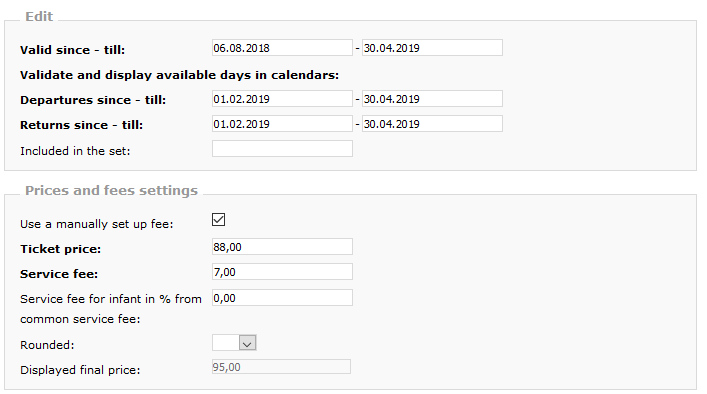 Edit
Valid since - till: 06.08.2018 - 30.04.2019
Validate and display available days in calendars:
Departures since - till: 01.02.2019 - 30.04.2019
Returns since - till: 01.02.2019 - 30.04.2019
Included in the set:
Prices and fees settings
Use a manually set up fee:
Ticket price: 88,00
Service fee: 7,00
Service fee for infant in % from 0,00
common service fee:
Rounded:
Displayed final price: 95,00